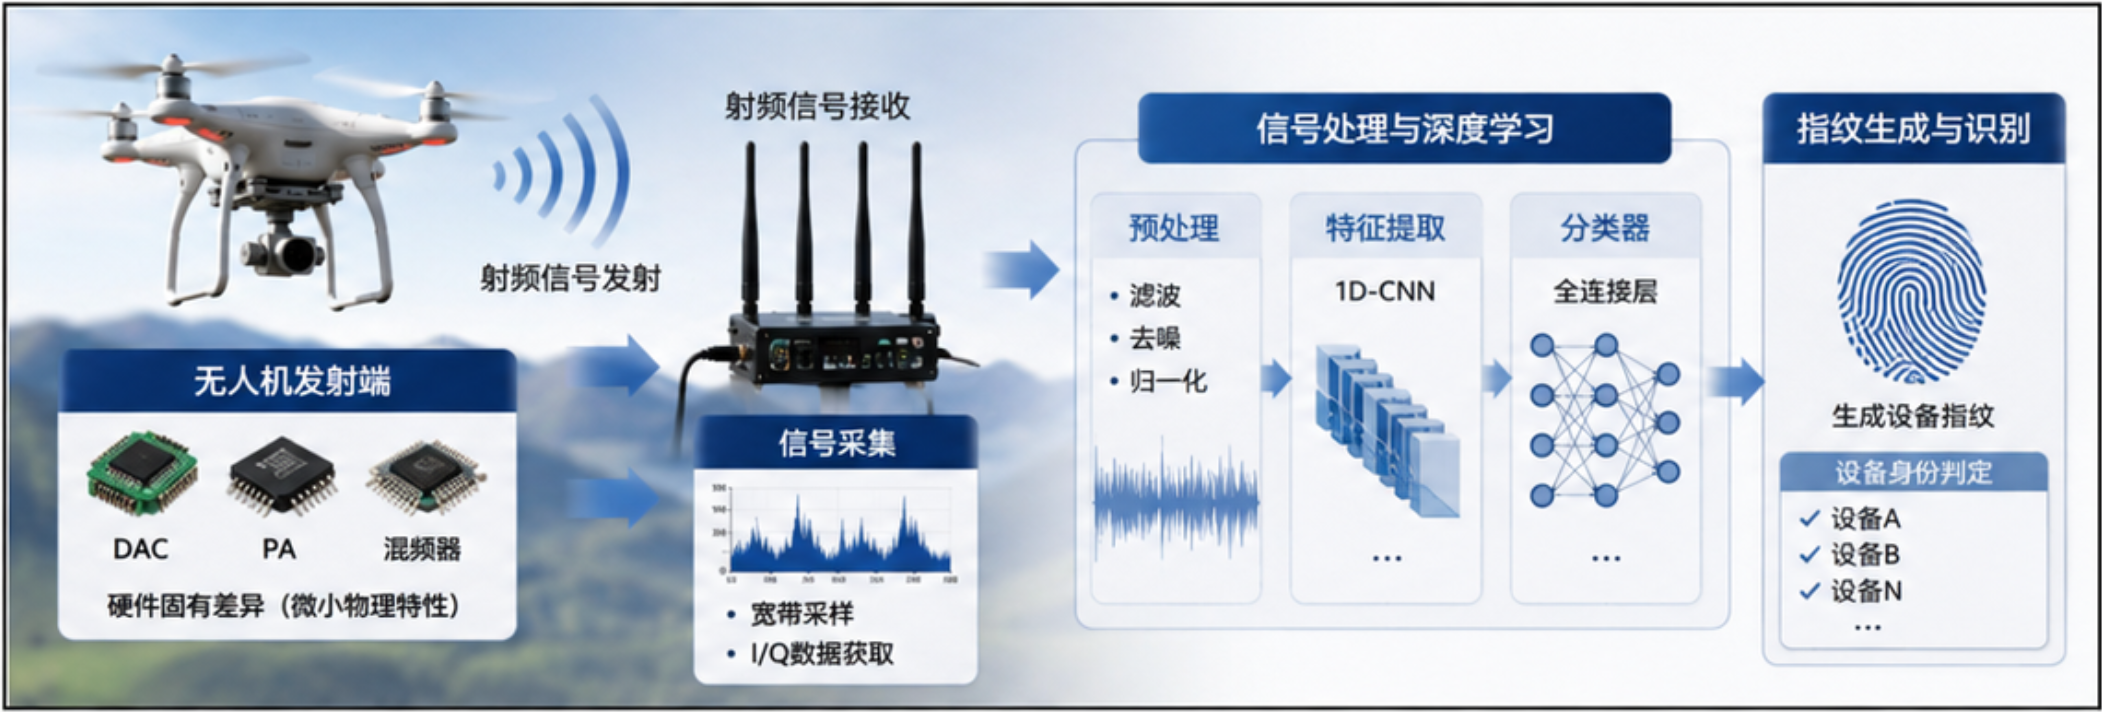 射频信号发射
无人机发射端
DAC
PA
混频器
硬件固有差异（微小物理特性）
射频信号接收
信号采集
• 宽带采样
• I/Q数据获取
信号处理与深度学习
预处理
• 滤波
• 去噪
• 归一化
特征提取
1D-CNN
...
分类器
全连接层
...
指纹生成与识别
生成设备指纹
设备身份判定
✓ 设备A
✓ 设备B
✓ 设备N
...